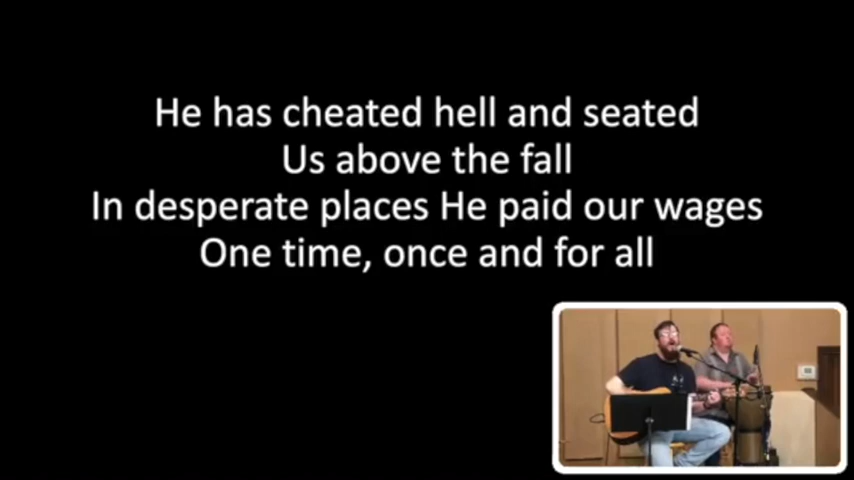 He has cheated hell and seated
Us above the fall
In desperate places He paid our wages
One time, once and for all